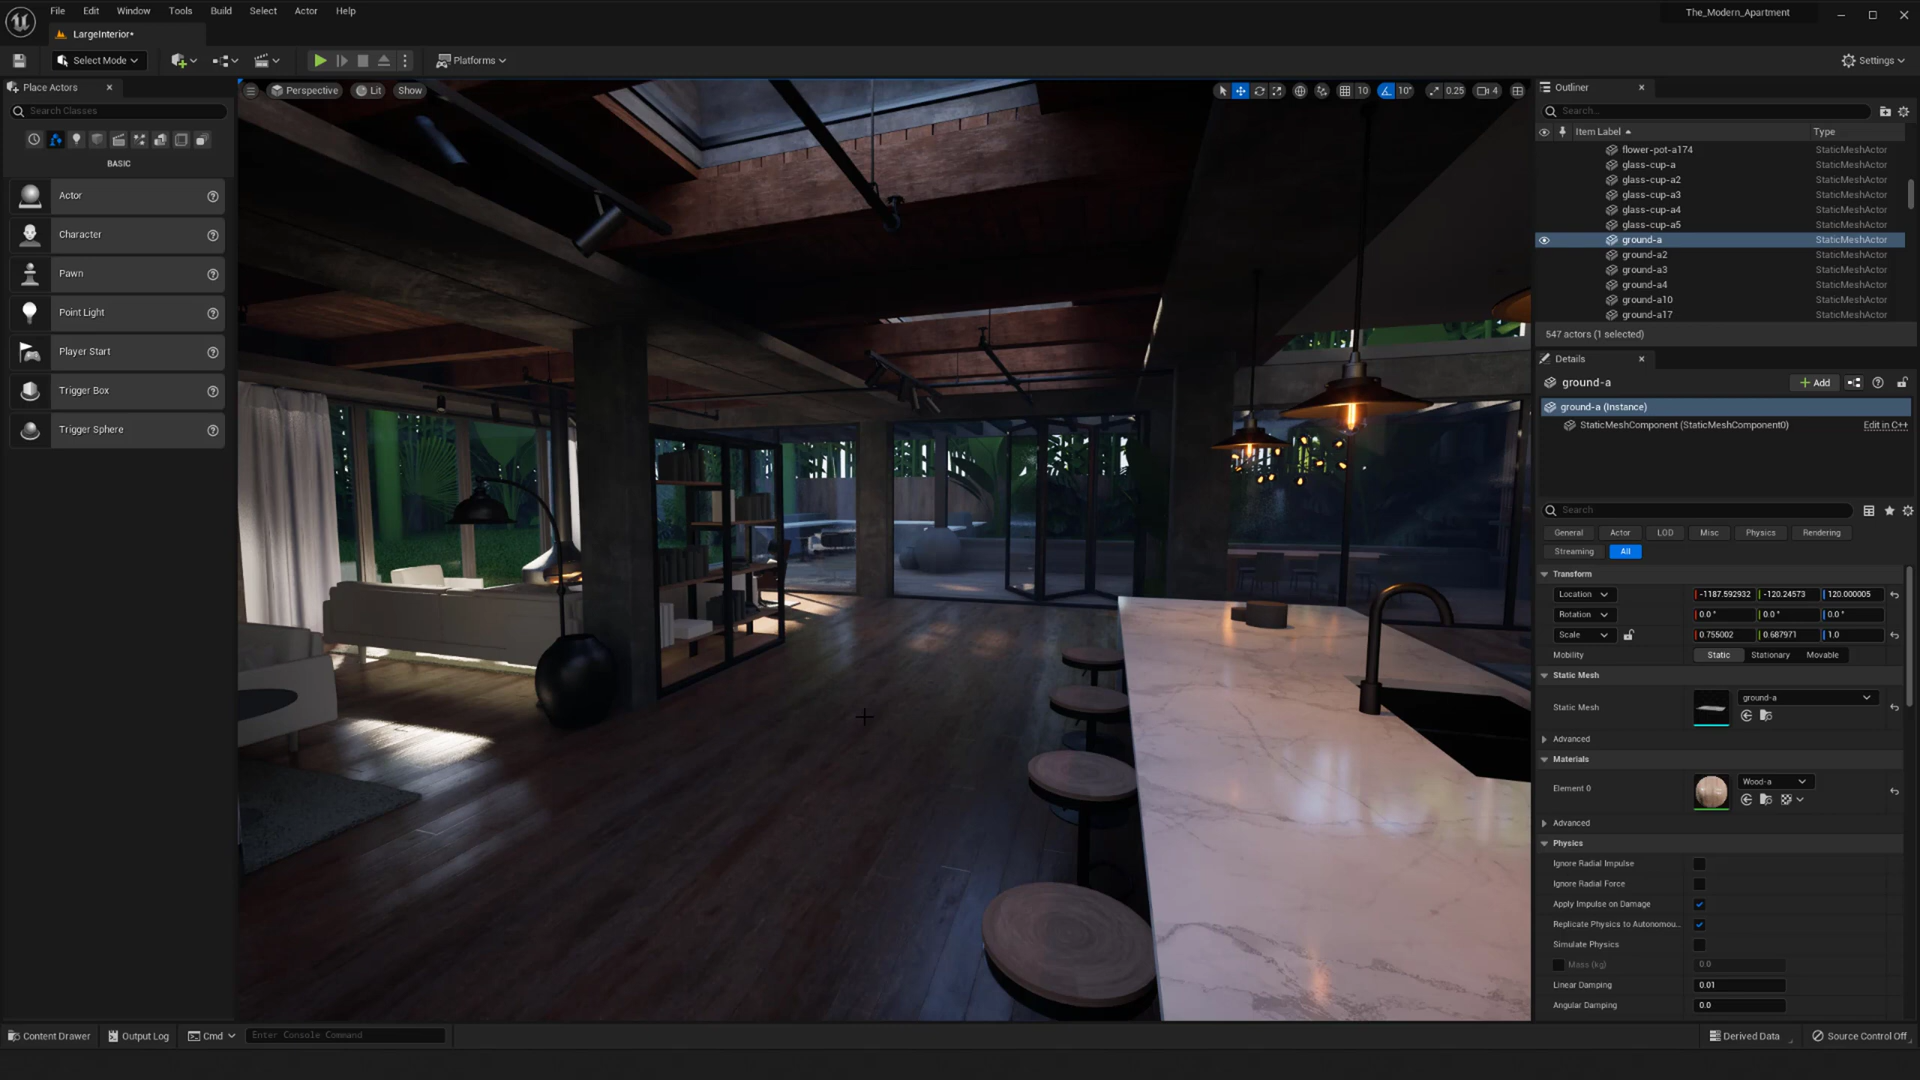 File Edit Window Tools Build Select Actor Help
The_Modern_Apartment
LargeInterior*
Select Mode
Platforms
Settings
Place Actors
Search Classes
BASIC
Actor
Character
Pawn
Point Light
Player Start
Trigger Box
Trigger Sphere
Perspective Lit Show
10 10° 0.25 4
Outliner
Search...
Item Label Type
flower-pot-a174 StaticMeshActor
glass-cup-a StaticMeshActor
glass-cup-a2 StaticMeshActor
glass-cup-a3 StaticMeshActor
glass-cup-a4 StaticMeshActor
glass-cup-a5 StaticMeshActor
ground-a StaticMeshActor
ground-a2 StaticMeshActor
ground-a3 StaticMeshActor
ground-a4 StaticMeshActor
ground-a10 StaticMeshActor
ground-a17 StaticMeshActor
547 actors (1 selected)
Details
ground-a
Add
ground-a (Instance)
StaticMeshComponent (StaticMeshComponent0) Edit in C++
Search
General Actor LOD Misc Physics Rendering
Streaming All
Transform
Location -1187.592932 -120.24573 120.000005
Rotation 0.0° 0.0° 0.0°
Scale 0.755002 0.687971 1.0
Mobility Static Stationary Movable
Static Mesh
Static Mesh ground-a
Advanced
Materials
Element 0 Wood-a
Advanced
Physics
Ignore Radial Impulse
Ignore Radial Force
Apply Impulse on Damage
Replicate Physics to Autonomou...
Simulate Physics
Mass (kg) 0.0
Linear Damping 0.01
Angular Damping 0.0
Content Drawer Output Log Cmd Enter Console Command
Derived Data Source Control Off